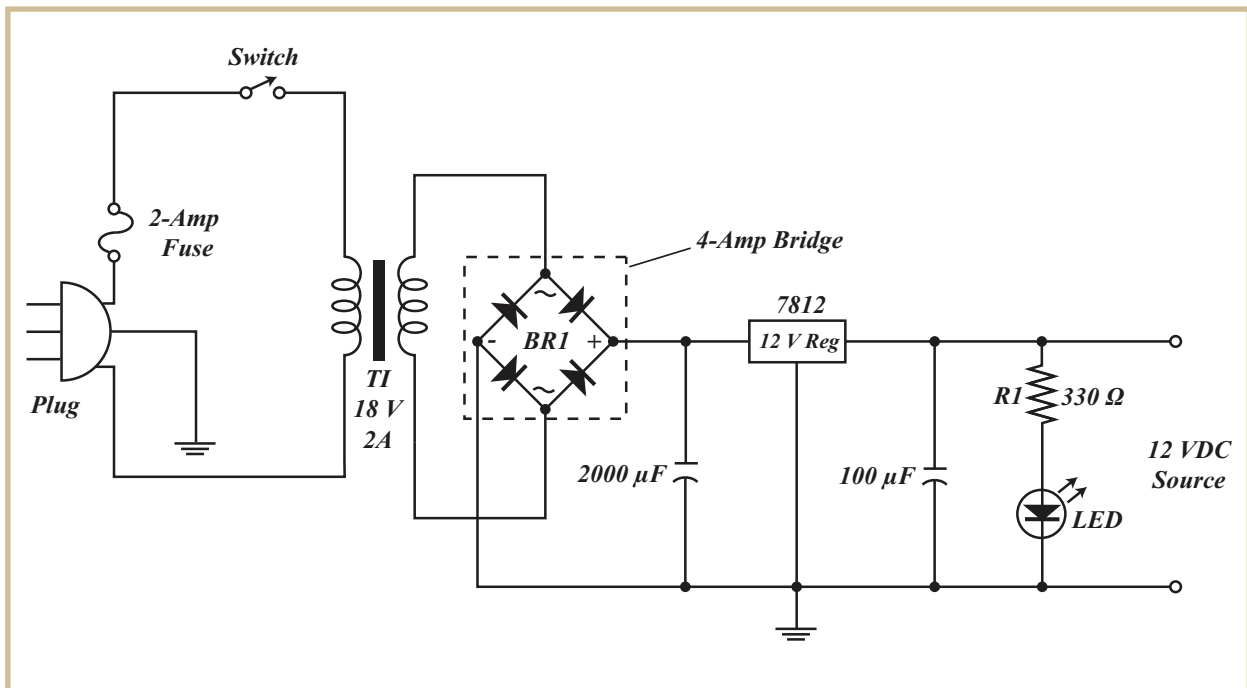 Switch
2-Amp
Fuse
Plug
TI
18 V
2A
4-Amp Bridge
~
- BR1 +
~
2000 µF
7812
12 V Reg
100 µF
R1 330 Ω
LED
12 VDC
Source